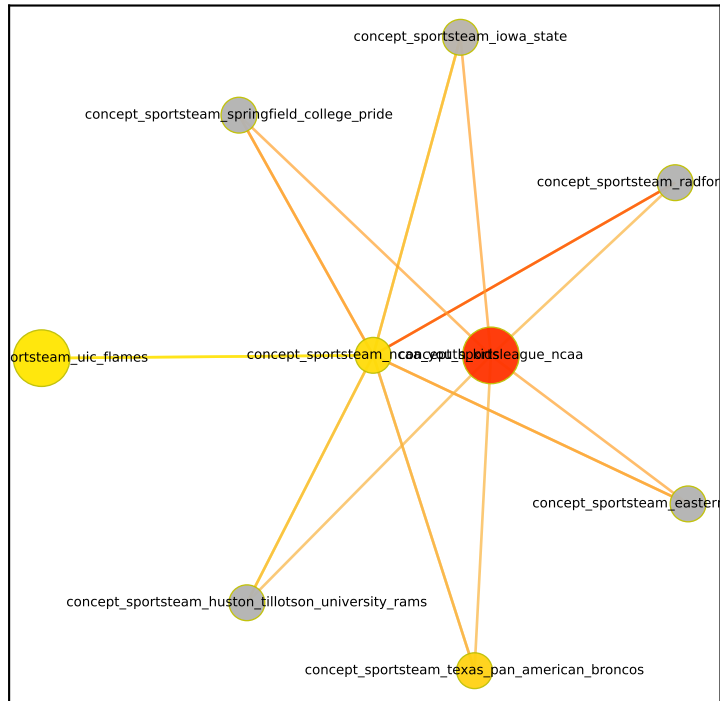 concept_sportsteam_iowa_state
concept_sportsteam_springfield_college_pride
concept_sportsteam_radfor
ortsteam_uic_flames
concept_sportsteam_ncaa_youth_kids
concept_sportsleague_ncaa
concept_sportsteam_eastern
concept_sportsteam_huston_tillotson_university_rams
concept_sportsteam_texas_pan_american_broncos